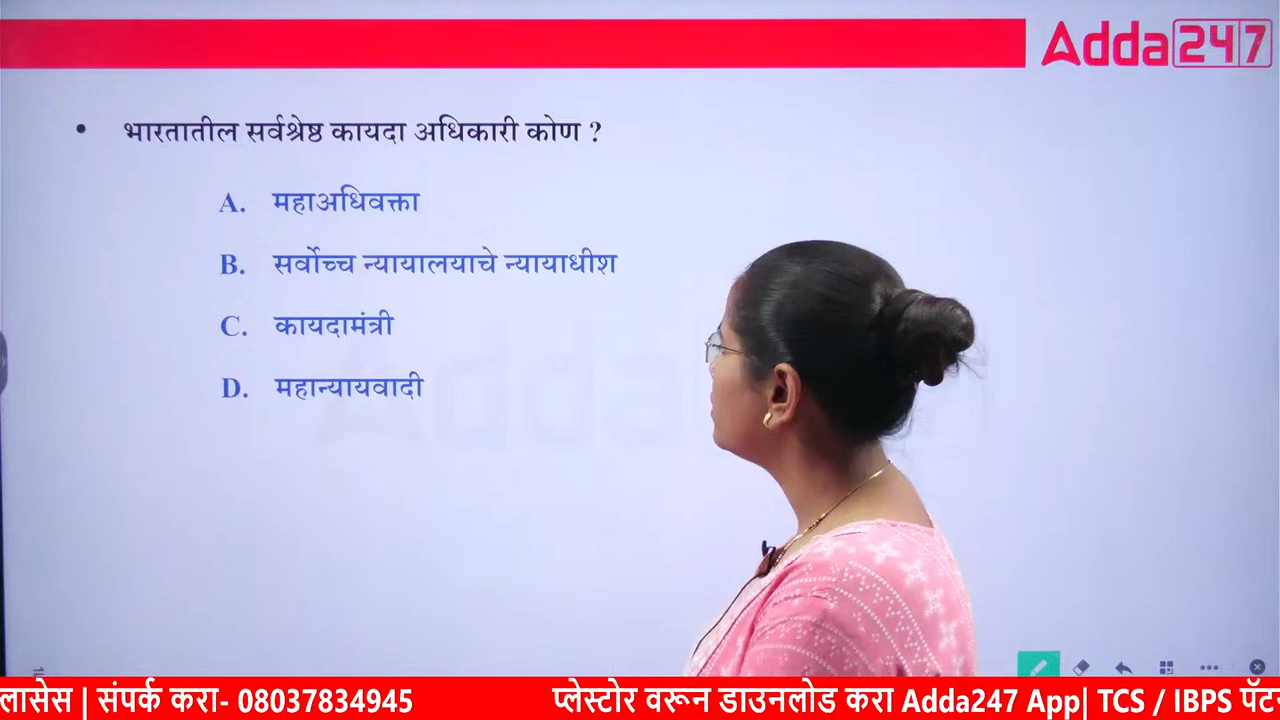 Adda247
• भारतातील सर्वश्रेष्ठ कायदा अधिकारी कोण ?
A. महाअधिवक्ता
B. सर्वोच्च न्यायालयाचे न्यायाधीश
C. कायदामंत्री
D. महान्यायवादी
लासेस | संपर्क करा- 08037834945 प्लेस्टोर वरून डाउनलोड करा Adda247 App| TCS / IBPS